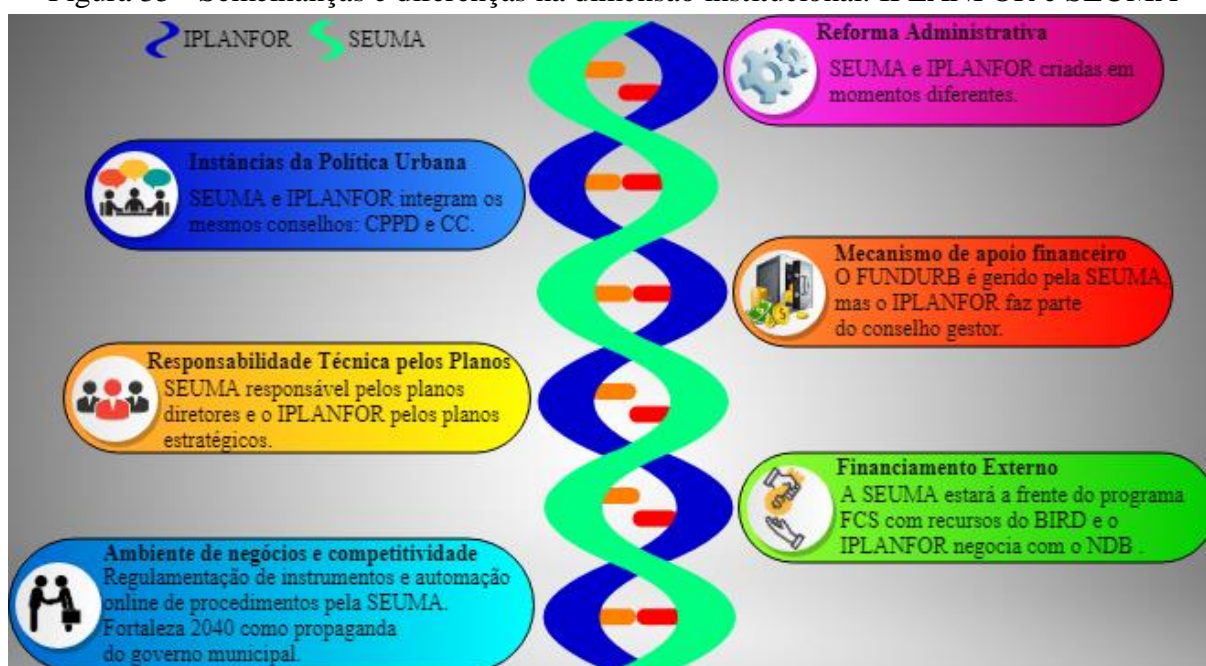 IPLANFOR SEUMA
Reforma Administrativa
SEUMA e IPLANFOR criadas em
momentos diferentes.
Instâncias da Política Urbana
SEUMA e IPLANFOR integram os
mesmos conselhos: CPPD e CC.
Mecanismo de apoio financeiro
O FUNDURB é gerido pela SEUMA,
mas o IPLANFOR faz parte
do conselho gestor.
Responsabilidade Técnica pelos Planos
SEUMA responsável pelos planos
diretores e o IPLANFOR pelos planos
estratégicos.
Financiamento Externo
A SEUMA estará a frente do programa
FCS com recursos do BIRD e o
IPLANFOR negocia com o NDB .
Ambiente de negócios e competitividade
Regulamentação de instrumentos e automação
online de procedimentos pela SEUMA.
Fortaleza 2040 como propaganda
do governo municipal.